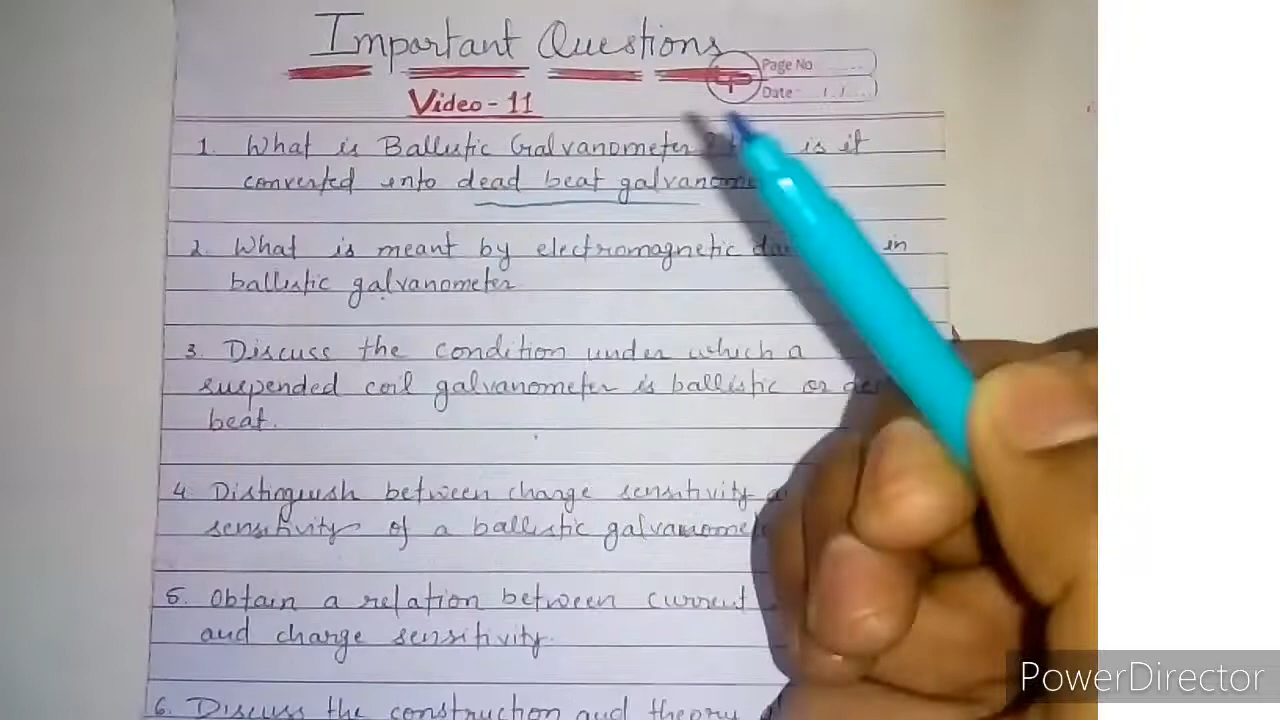 Important Questions
Page No
Date
Video-11
1. What is Ballistic Galvanometer is it
converted into dead beat
2. What is meant by electromagnetic in
ballistic galvanometer
3. Discuss the condition under which a
suspended coil galvanometer is ballistic or
beat.
4. Distinguish between charge sensitivity
sensitivity of a ballistic
5. Obtain a relation between current
and charge sensitivity.
6. Discuss the construction and theory
PowerDirector